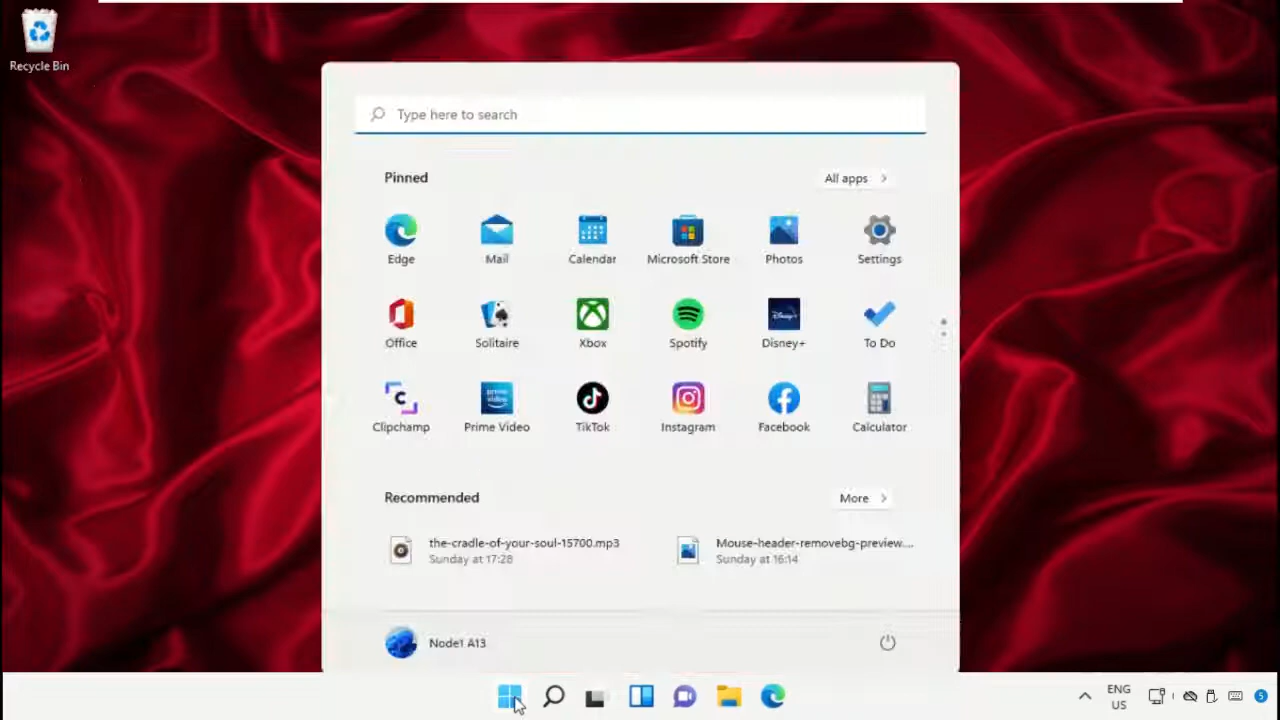 Recycle Bin
Type here to search
Pinned
All apps
Edge
Mail
Calendar
Microsoft Store
Photos
Settings
Office
Solitaire
Xbox
Spotify
Disney+
To Do
Clipchamp
Prime Video
TikTok
Instagram
Facebook
Calculator
Recommended
More
the-cradle-of-your-soul-15700.mp3
Sunday at 17:28
Mouse-header-removebg-preview....
Sunday at 16:14
Node1 A13
ENG
US
5